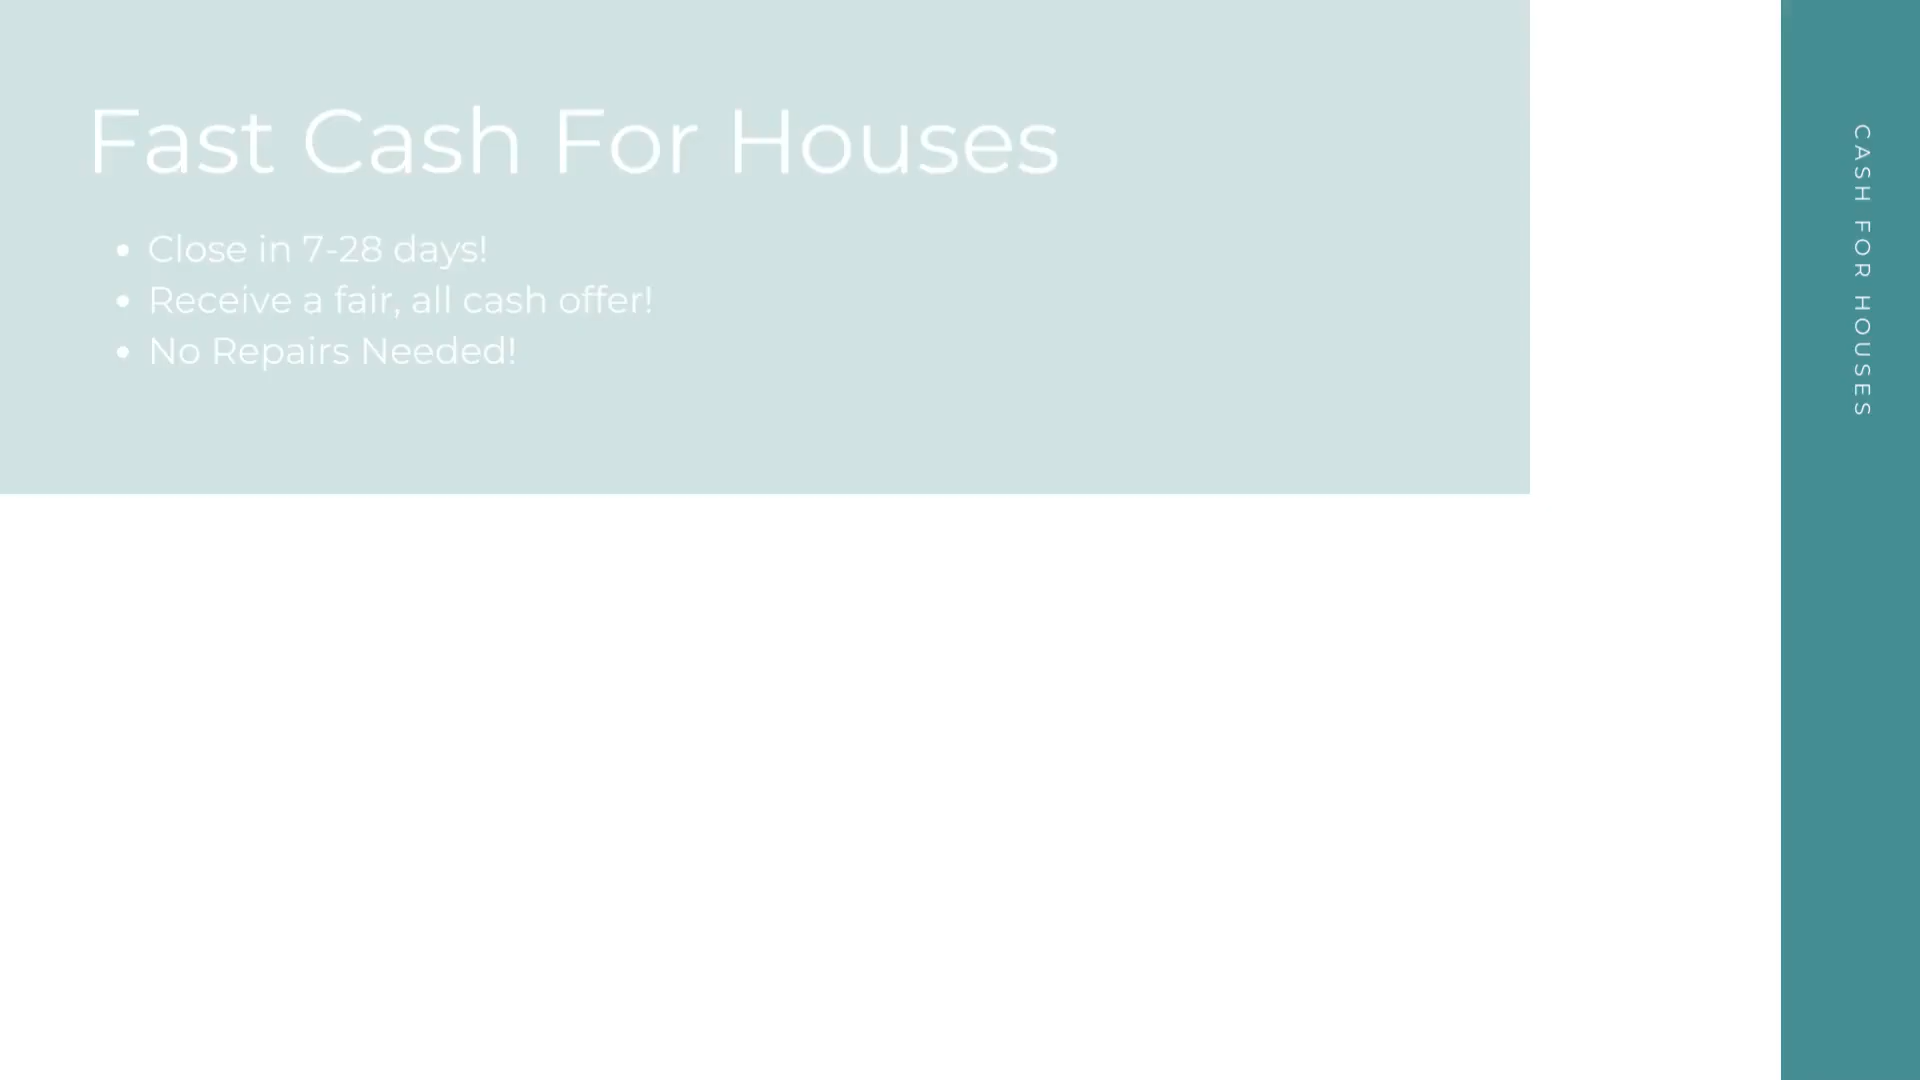 Fast Cash For Houses
• Close in 7-28 days!
• Receive a fair, all cash offer!
• No Repairs Needed!
CASH FOR HOUSES